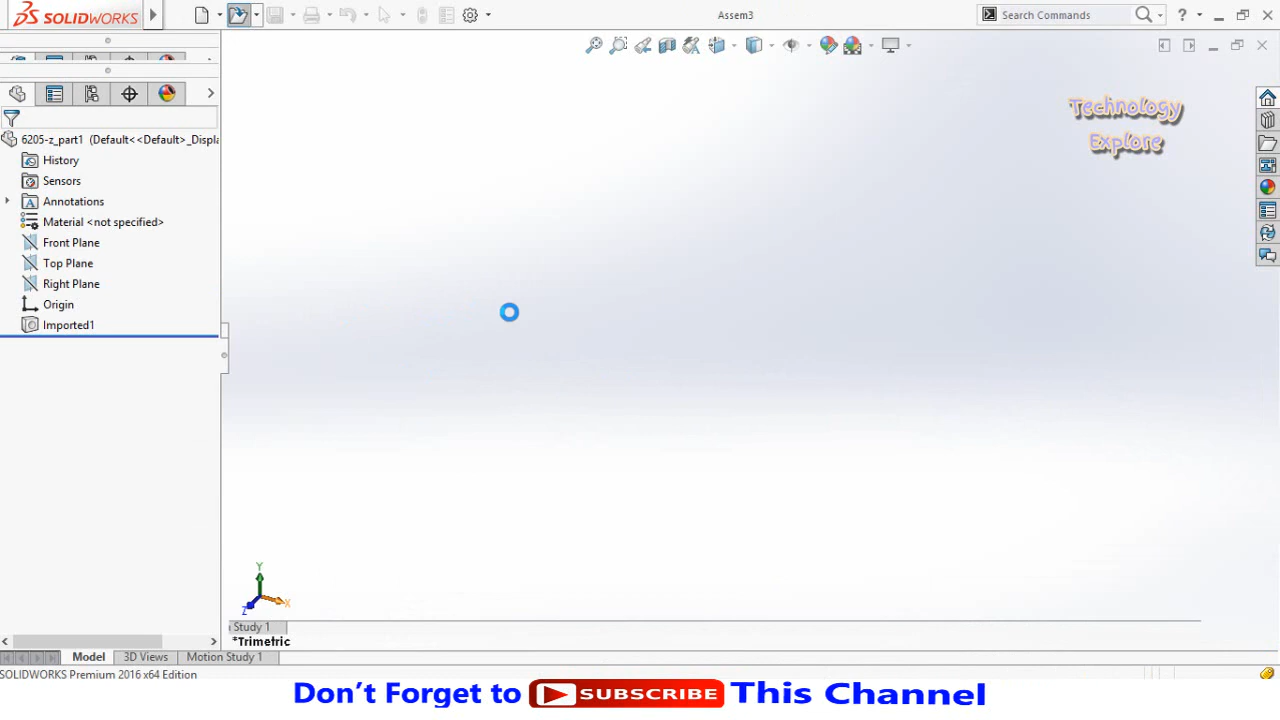 SOLIDWORKS
Assem3
Search Commands
Technology
Explore
6205-z_part1 (Default<<Default>_Displa
History
Sensors
Annotations
Material <not specified>
Front Plane
Top Plane
Right Plane
Origin
Imported1
Y
Z
X
Study 1
*Trimetric
Model
3D Views
Motion Study 1
SOLIDWORKS Premium 2016 x64 Edition
Don't Forget to SUBSCRIBE This Channel